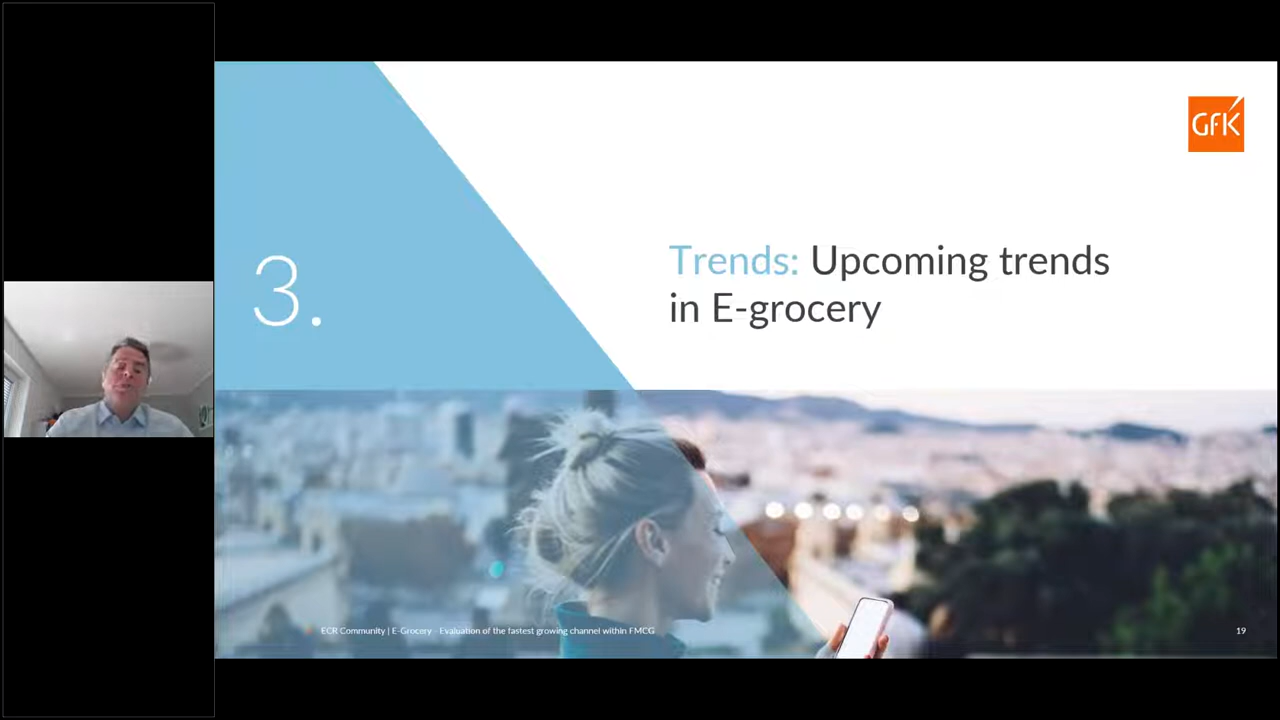 GfK
3.
Trends: Upcoming trends
in E-grocery
ECR Community | E-Grocery - Evaluation of the fastest growing channel within FMCG
19